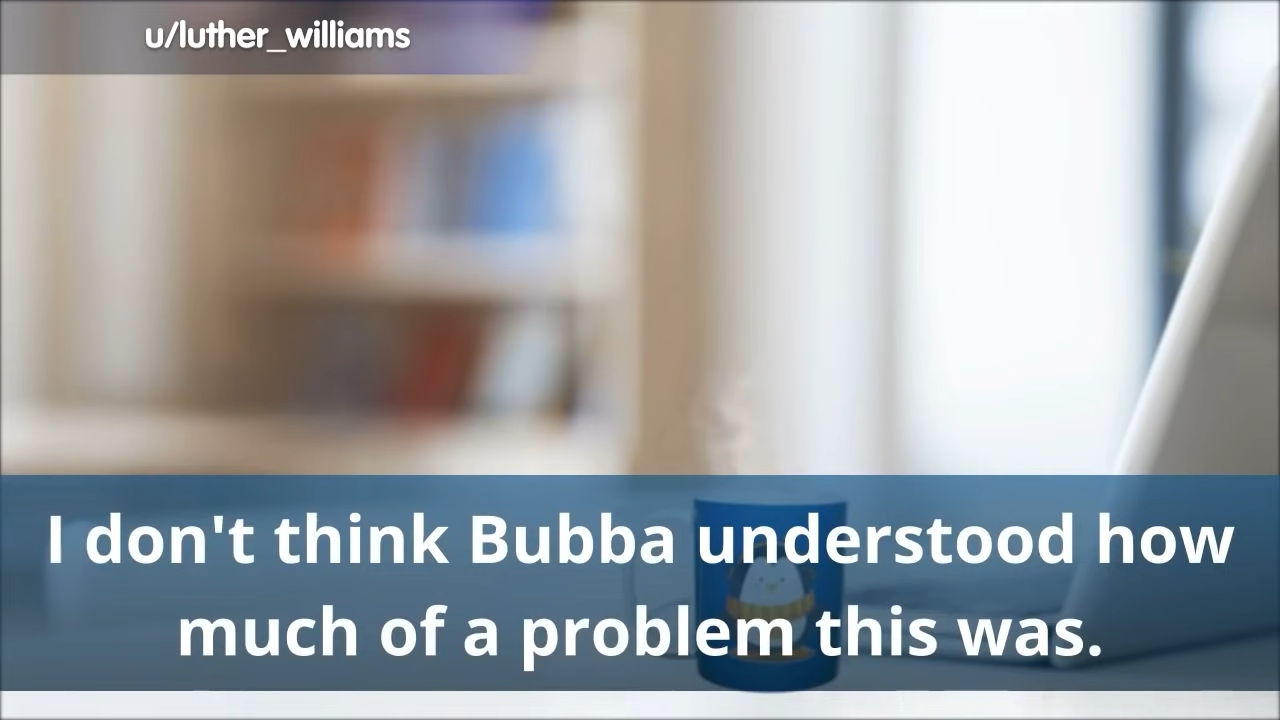 u/luther_williams
I don't think Bubba understood how
much of a problem this was.